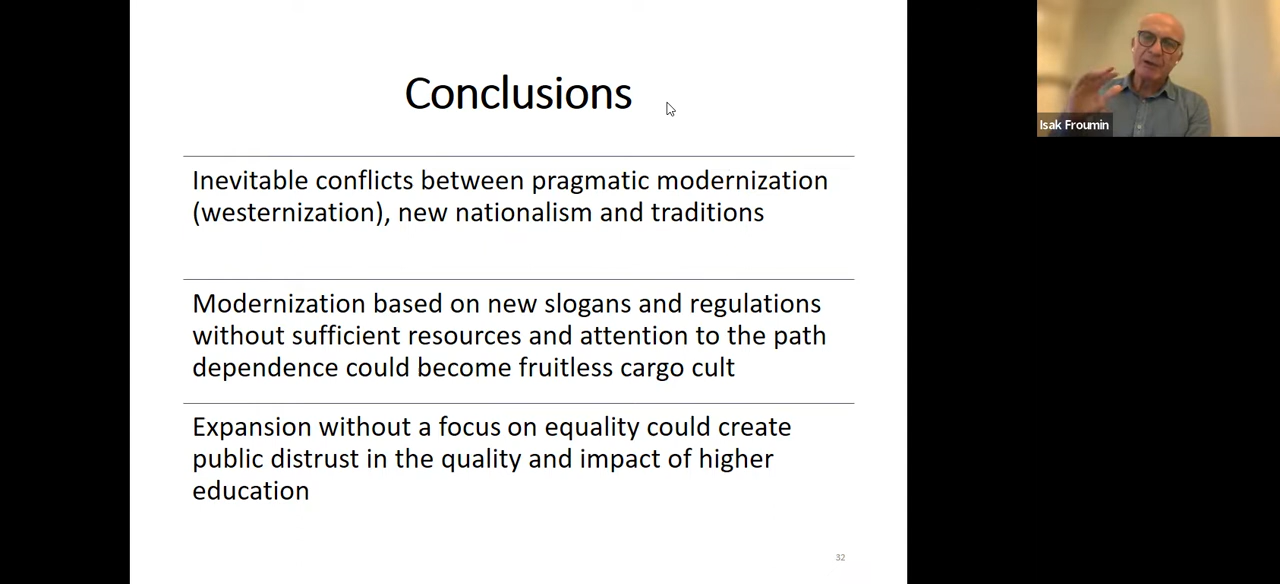 Conclusions
Isak Froumin
Inevitable conflicts between pragmatic modernization
(westernization), new nationalism and traditions
Modernization based on new slogans and regulations
without sufficient resources and attention to the path
dependence could become fruitless cargo cult
Expansion without a focus on equality could create
public distrust in the quality and impact of higher
education
32